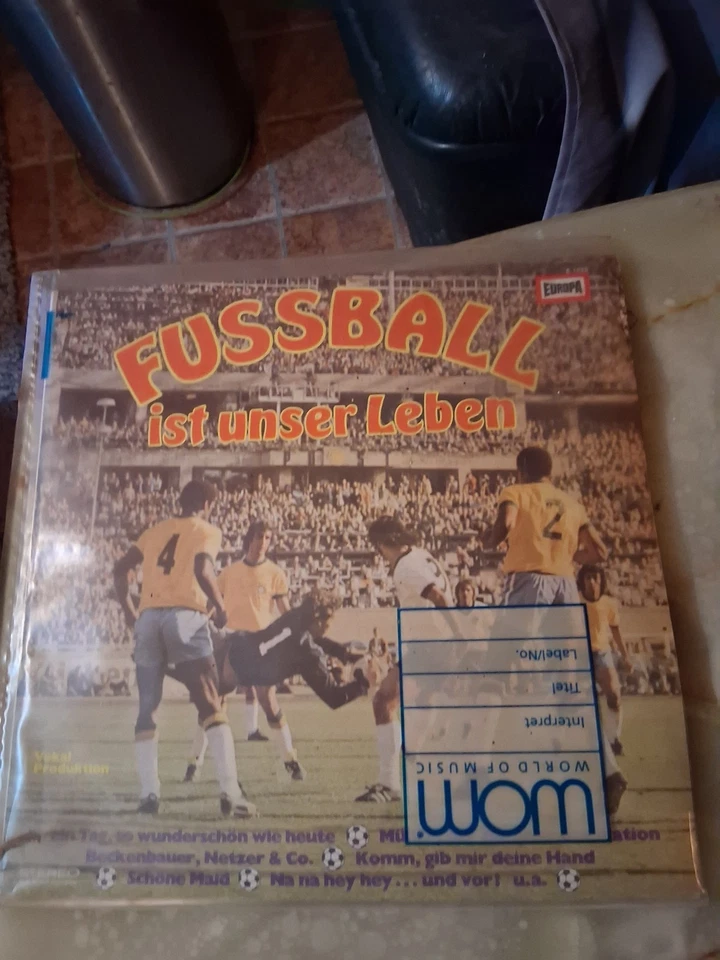 EUROPA
FUSSBALL
ist unser Leben
4
2
1
Label/No.
Titel
Interpret
WORLD OF MUSIC
wom
Vokal
Produktion
Tag, so wunderschön wie heute
Beckenbauer, Netzer & Co. Komm, gib mir deine Hand
STEREO
Schöne Maid Na na hey hey... und vor! u.a.